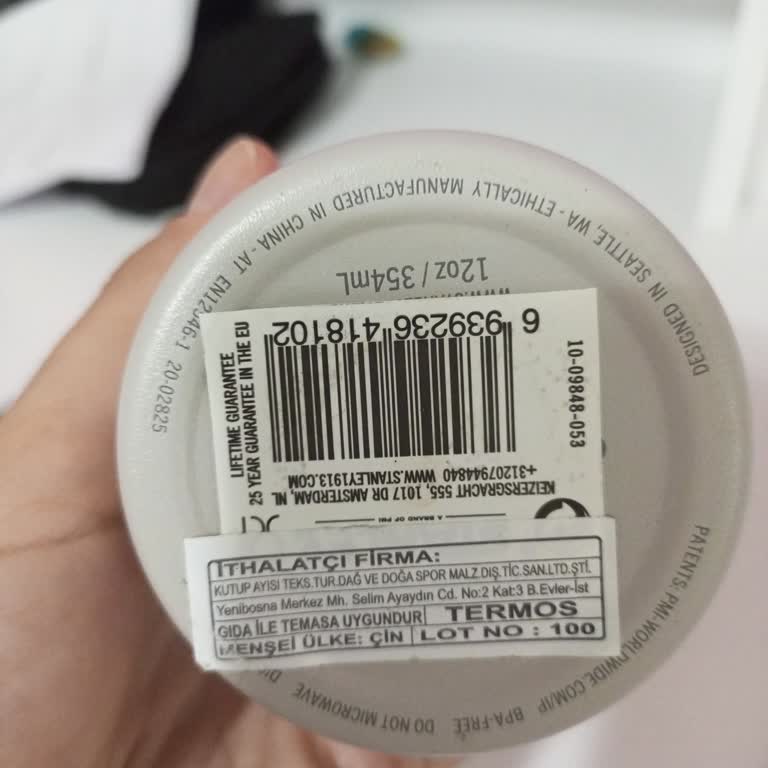 DESIGNED IN SEATTLE, WA - ETHICALLY MANUFACTURED IN CHINA - AT EN12546-1 20-02825
12oz / 354mL
6 939236 418102
10-09848-053
LIFETIME GUARANTEE
25 YEAR GUARANTEE IN THE EU
KEIZERSGRACHT 555, 1017 DR AMSTERDAM, NL
+31207944840 WWW.STANLEY1913.COM
A BRAND OF PMI
İTHALATÇI FİRMA:
KUTUP AYISI TEKS.TUR.DAĞ VE DOĞA SPOR MALZ DIŞ.TİC.SAN.LTD.ŞTİ.
Yenibosna Merkez Mh. Selim Ayaydın Cd. No:2 Kat:3 B.Evler-İst
GIDA İLE TEMASA UYGUNDUR TERMOS
MENŞEİ ÜLKE: ÇİN LOT NO : 100
DO NOT MICROWAVE
BPA-FREE
PATENTS: PMI-WORLDWIDE.COM/IP